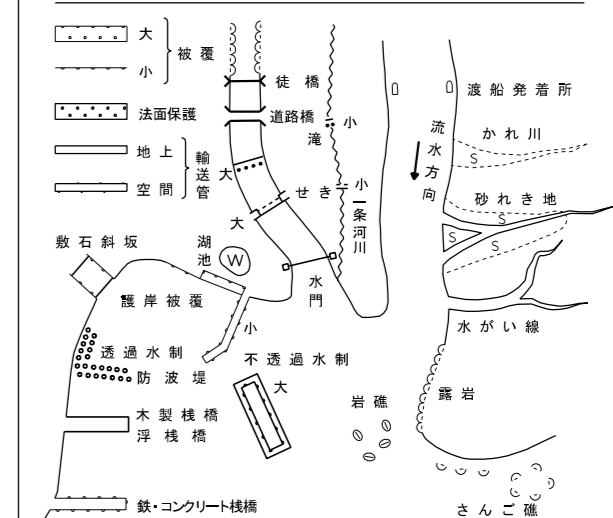 大
小
被覆
法面保護
地上
空間
輸送管
徒橋
道路橋
小
滝
大
せき
小
大
一条河川
流水方向
渡船発着所
かれ川
S
砂れき地
S
S
S
敷石斜坂
湖池
W
水門
護岸被覆
小
透過水制
防波堤
不透過水制
大
水がい線
露岩
岩礁
木製桟橋
浮桟橋
鉄・コンクリート桟橋
さんご礁